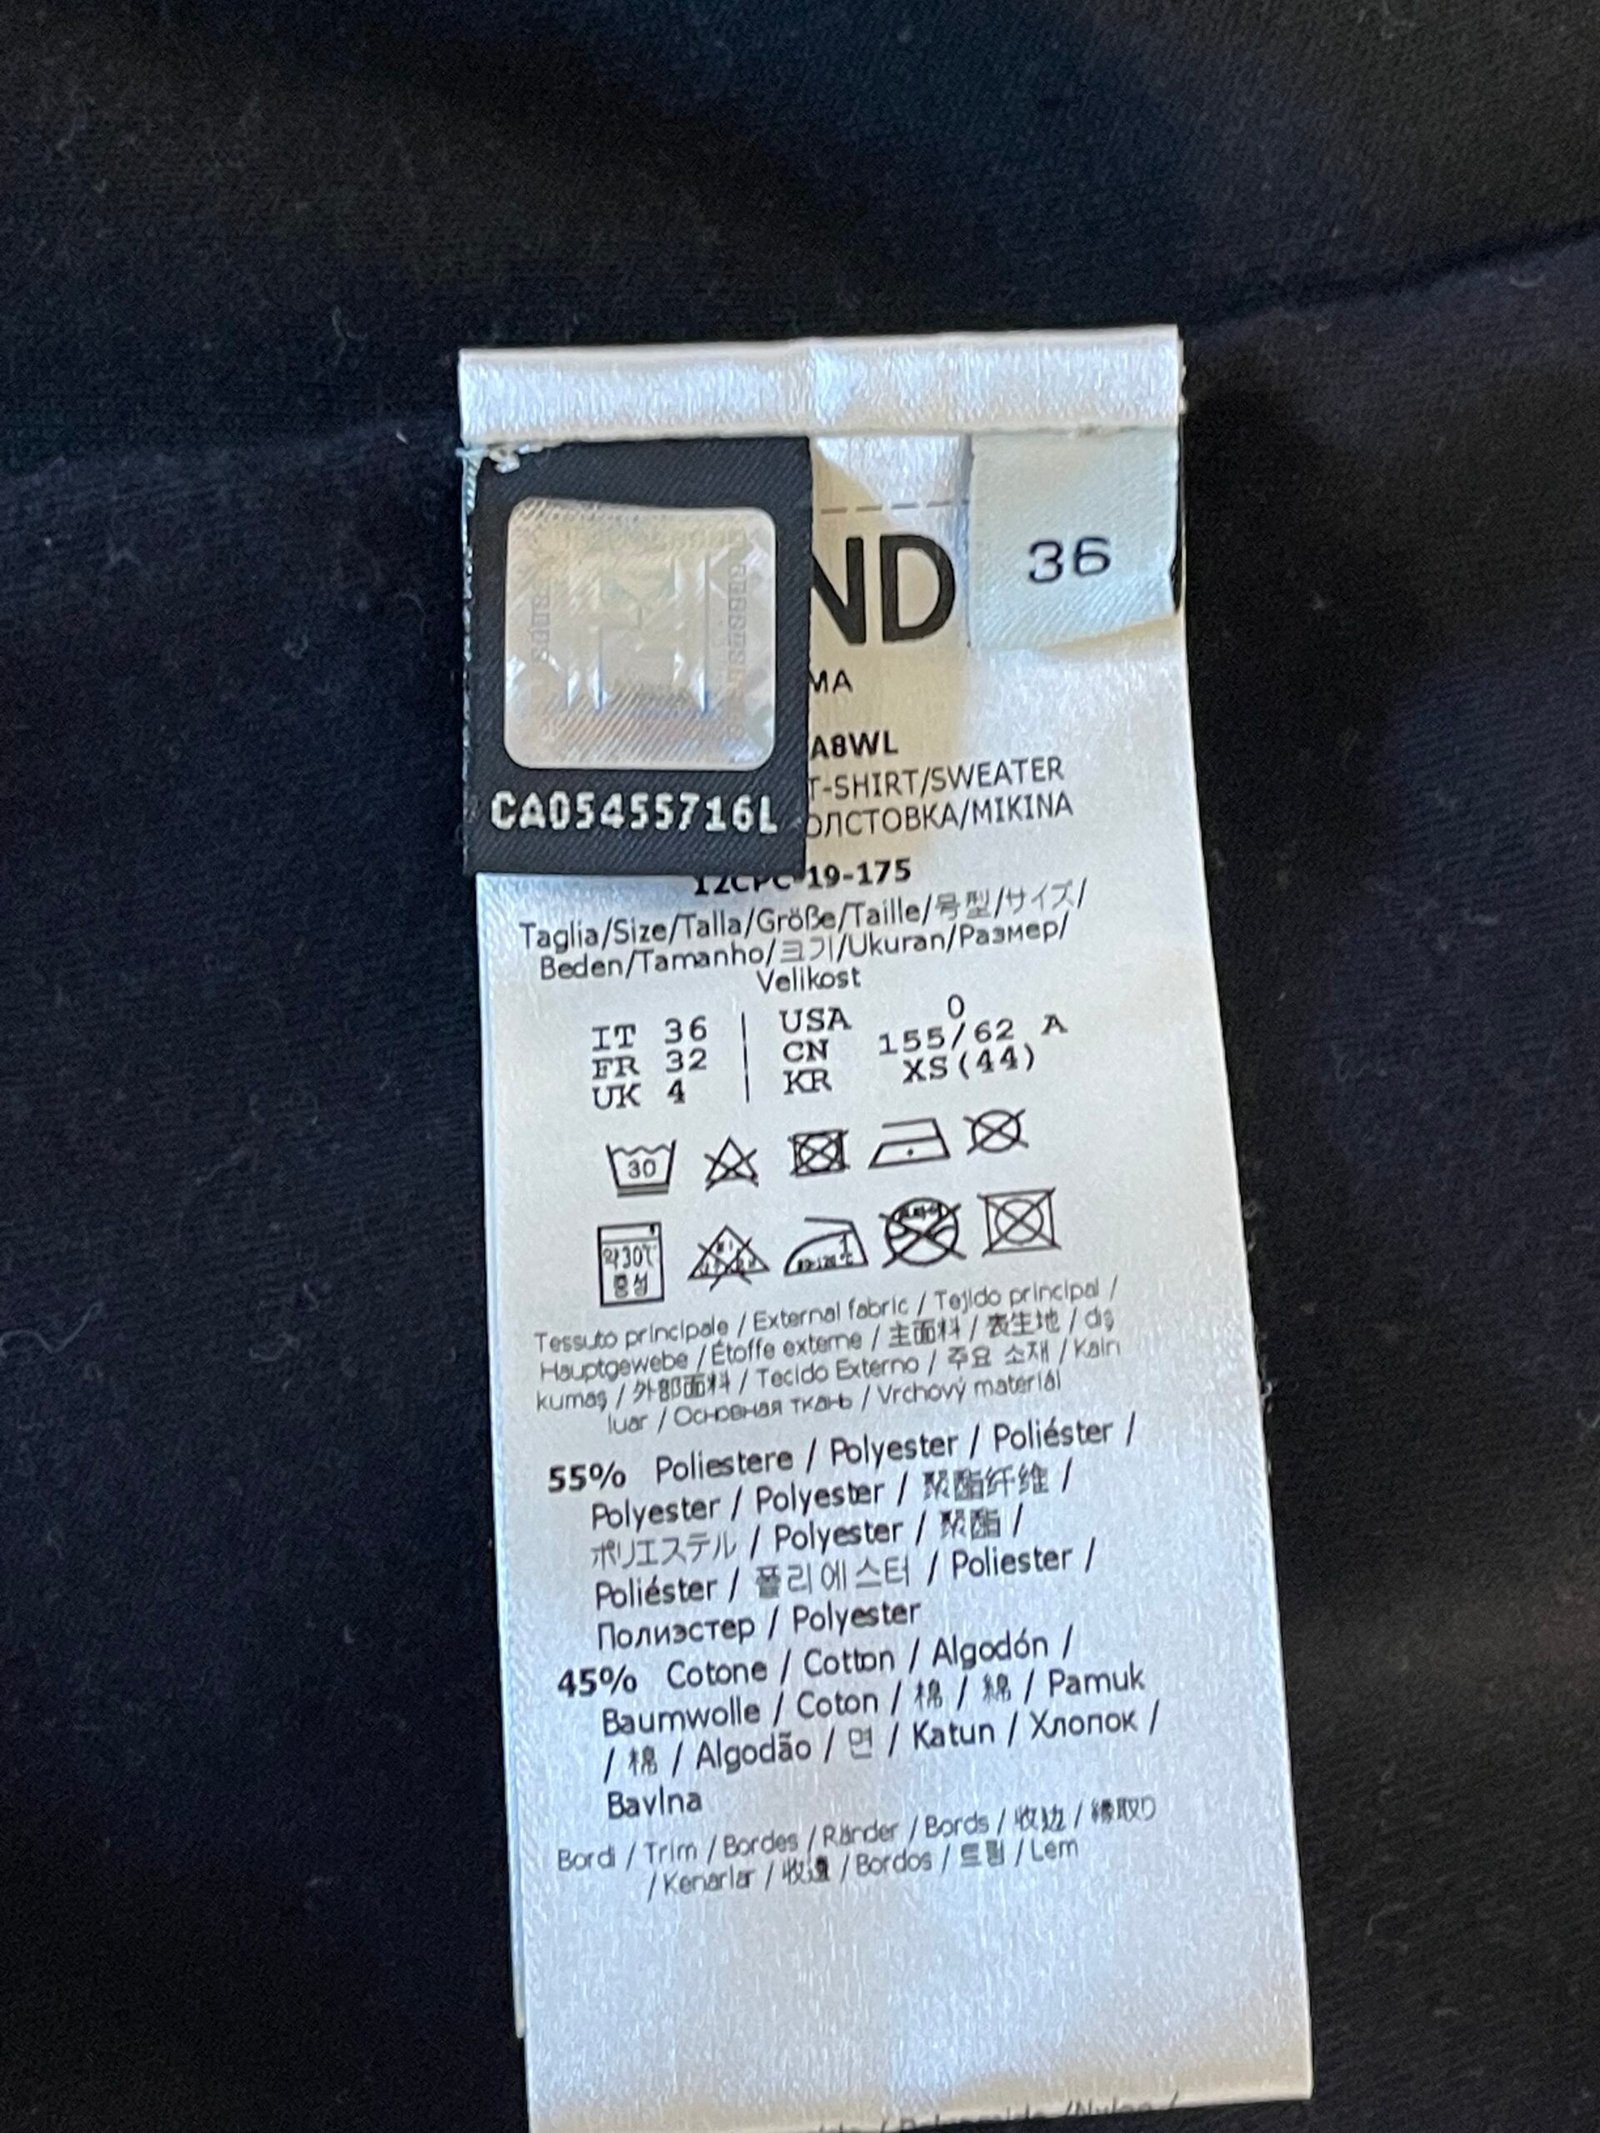 ND
36
MA
A8WL
T-SHIRT/SWEATER
CA05455716L
ОЛСТОВКА/MIKINA
19-175
Taglia/Size/Talla/Größe/Taille/号型/サイズ/
Beden/Tamanho/크기/Ukuran/Размер/
Velikost
IT 36 | USA 0
FR 32 | CN 155/62 A
UK 4 | KR XS(44)
30
약30℃
중성
Tessuto principale / External fabric / Tejido principal /
Hauptgewebe / Étoffe externe / 主面料 / 表生地 / dış
kumaş / 外部面料 / Tecido Externo / 주요 소재 / Kain
luar / Основная ткань / Vrchový materiál
55% Poliestere / Polyester / Poliéster /
Polyester / Polyester / 聚酯纤维 /
ポリエステル / Polyester / 聚酯 /
Poliéster / 폴리에스터 / Poliester /
Полиэстер / Polyester
45% Cotone / Cotton / Algodón /
Baumwolle / Coton / 棉 / 綿 / Pamuk
/ 棉 / Algodão / 면 / Katun / Хлопок /
Bavlna
Bordi / Trim / Bordes / Ränder / Bords / 收边 / 縁取り
/ Kenarlar / 收邊 / Bordos / 트림 / Lem